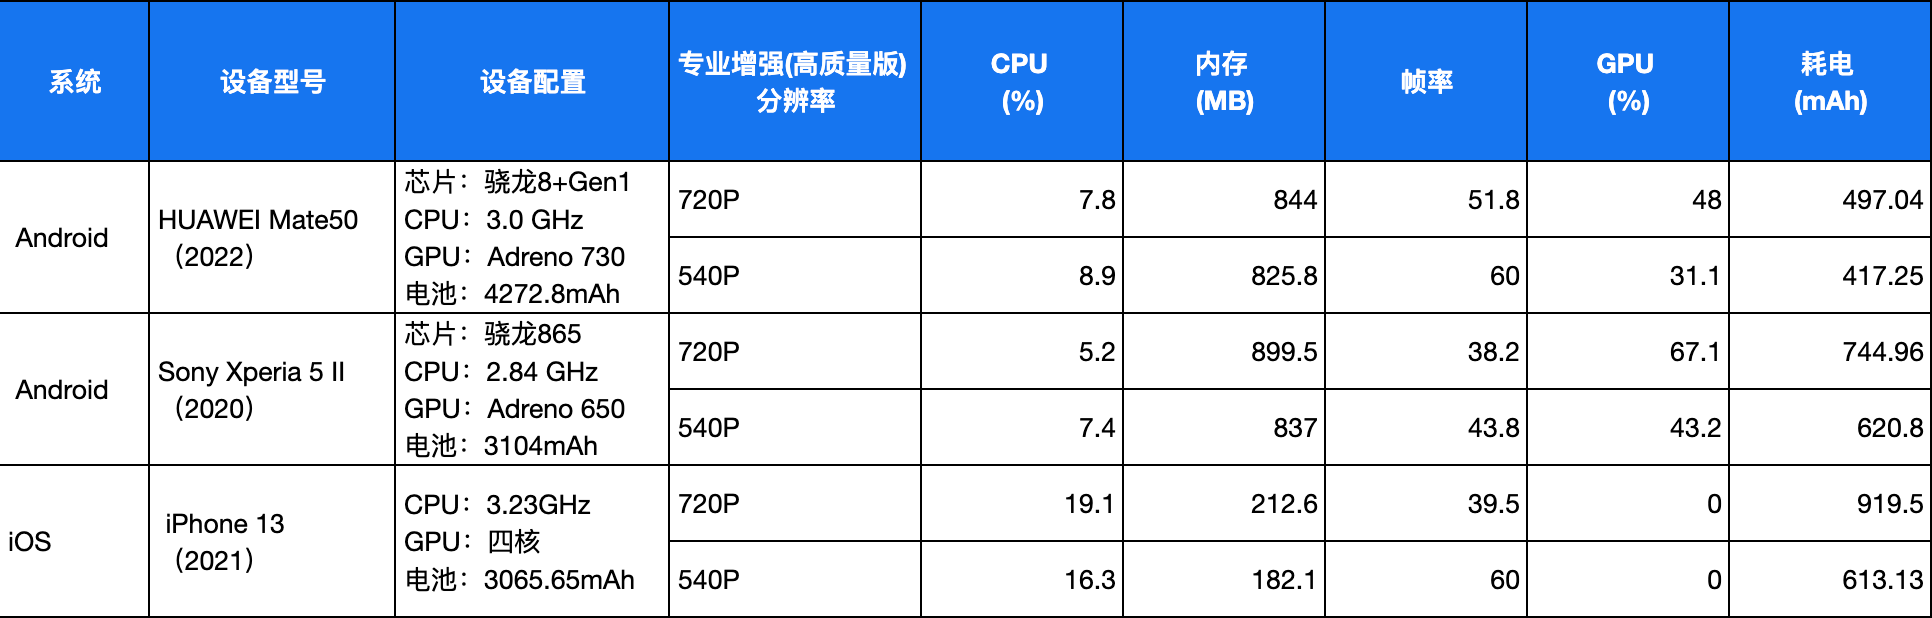 系统
设备型号
设备配置
专业增强(高质量版)
分辨率
CPU
(%)
内存
(MB)
帧率
GPU
(%)
耗电
(mAh)
Android
HUAWEI Mate50
（2022）
芯片：骁龙8+Gen1
CPU：3.0 GHz
GPU：Adreno 730
电池：4272.8mAh
720P
7.8
844
51.8
48
497.04
540P
8.9
825.8
60
31.1
417.25
Android
Sony Xperia 5 II
（2020）
芯片：骁龙865
CPU：2.84 GHz
GPU：Adreno 650
电池：3104mAh
720P
5.2
899.5
38.2
67.1
744.96
540P
7.4
837
43.8
43.2
620.8
iOS
iPhone 13
（2021）
CPU：3.23GHz
GPU：四核
电池：3065.65mAh
720P
19.1
212.6
39.5
0
919.5
540P
16.3
182.1
60
0
613.13